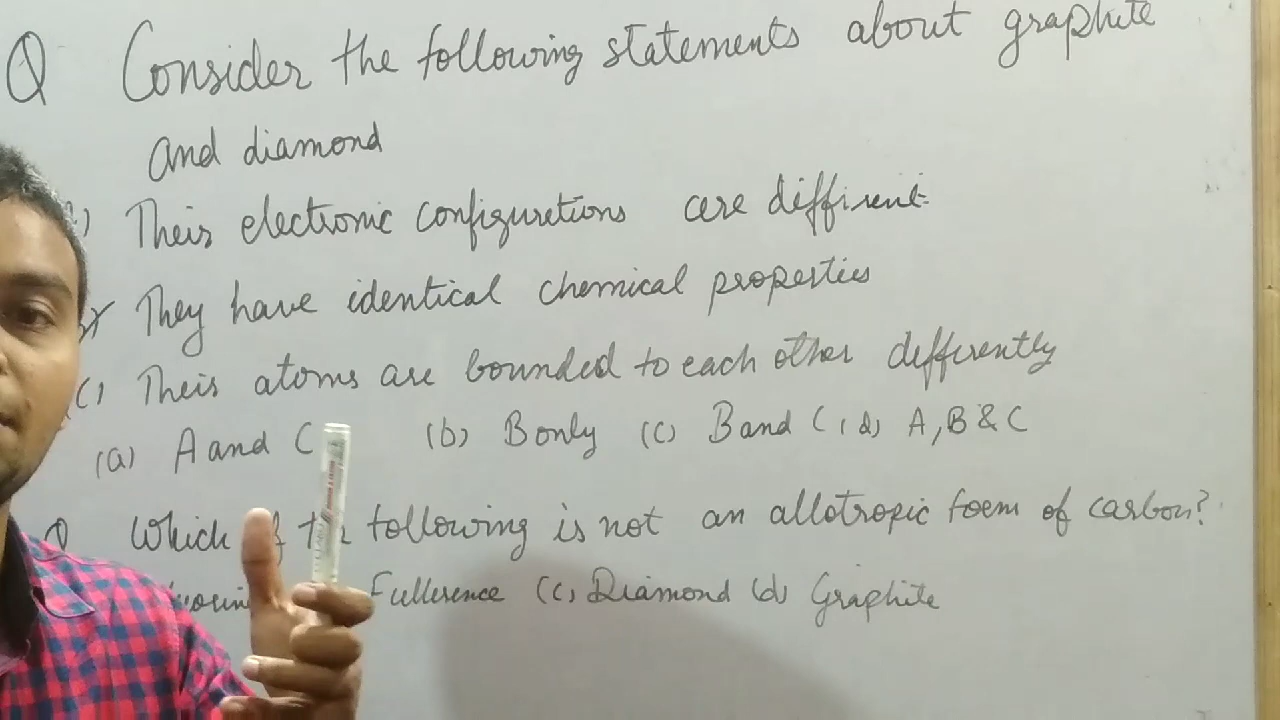 Q Consider the following statements about graphite
and diamond
Their electronic configuretions are diffirent.
They have identical chemical properties
(c) Their atoms are bounded to each other differently
(a) A and C (b) B only (c) B and C (d) A, B & C
Q Which of the following is not an allotropic form of carbon?
Fullerence (c) Diamond (d) Graphite